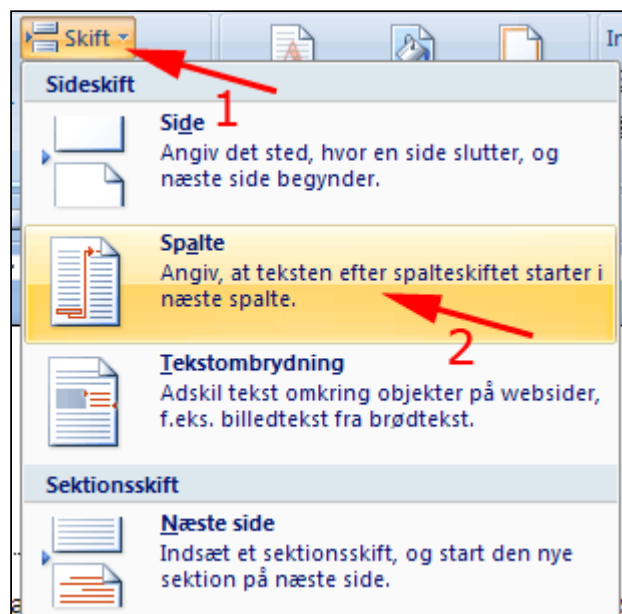 Skift
In
1
Sideskift
Side
Angiv det sted, hvor en side slutter, og
næste side begynder.
Spalte
Angiv, at teksten efter spalteskiftet starter i
næste spalte.
2
Tekstombrydning
Adskil tekst omkring objekter på websider,
f.eks. billedtekst fra brødtekst.
Sektionsskift
Næste side
Indsæt et sektionsskift, og start den nye
sektion på næste side.